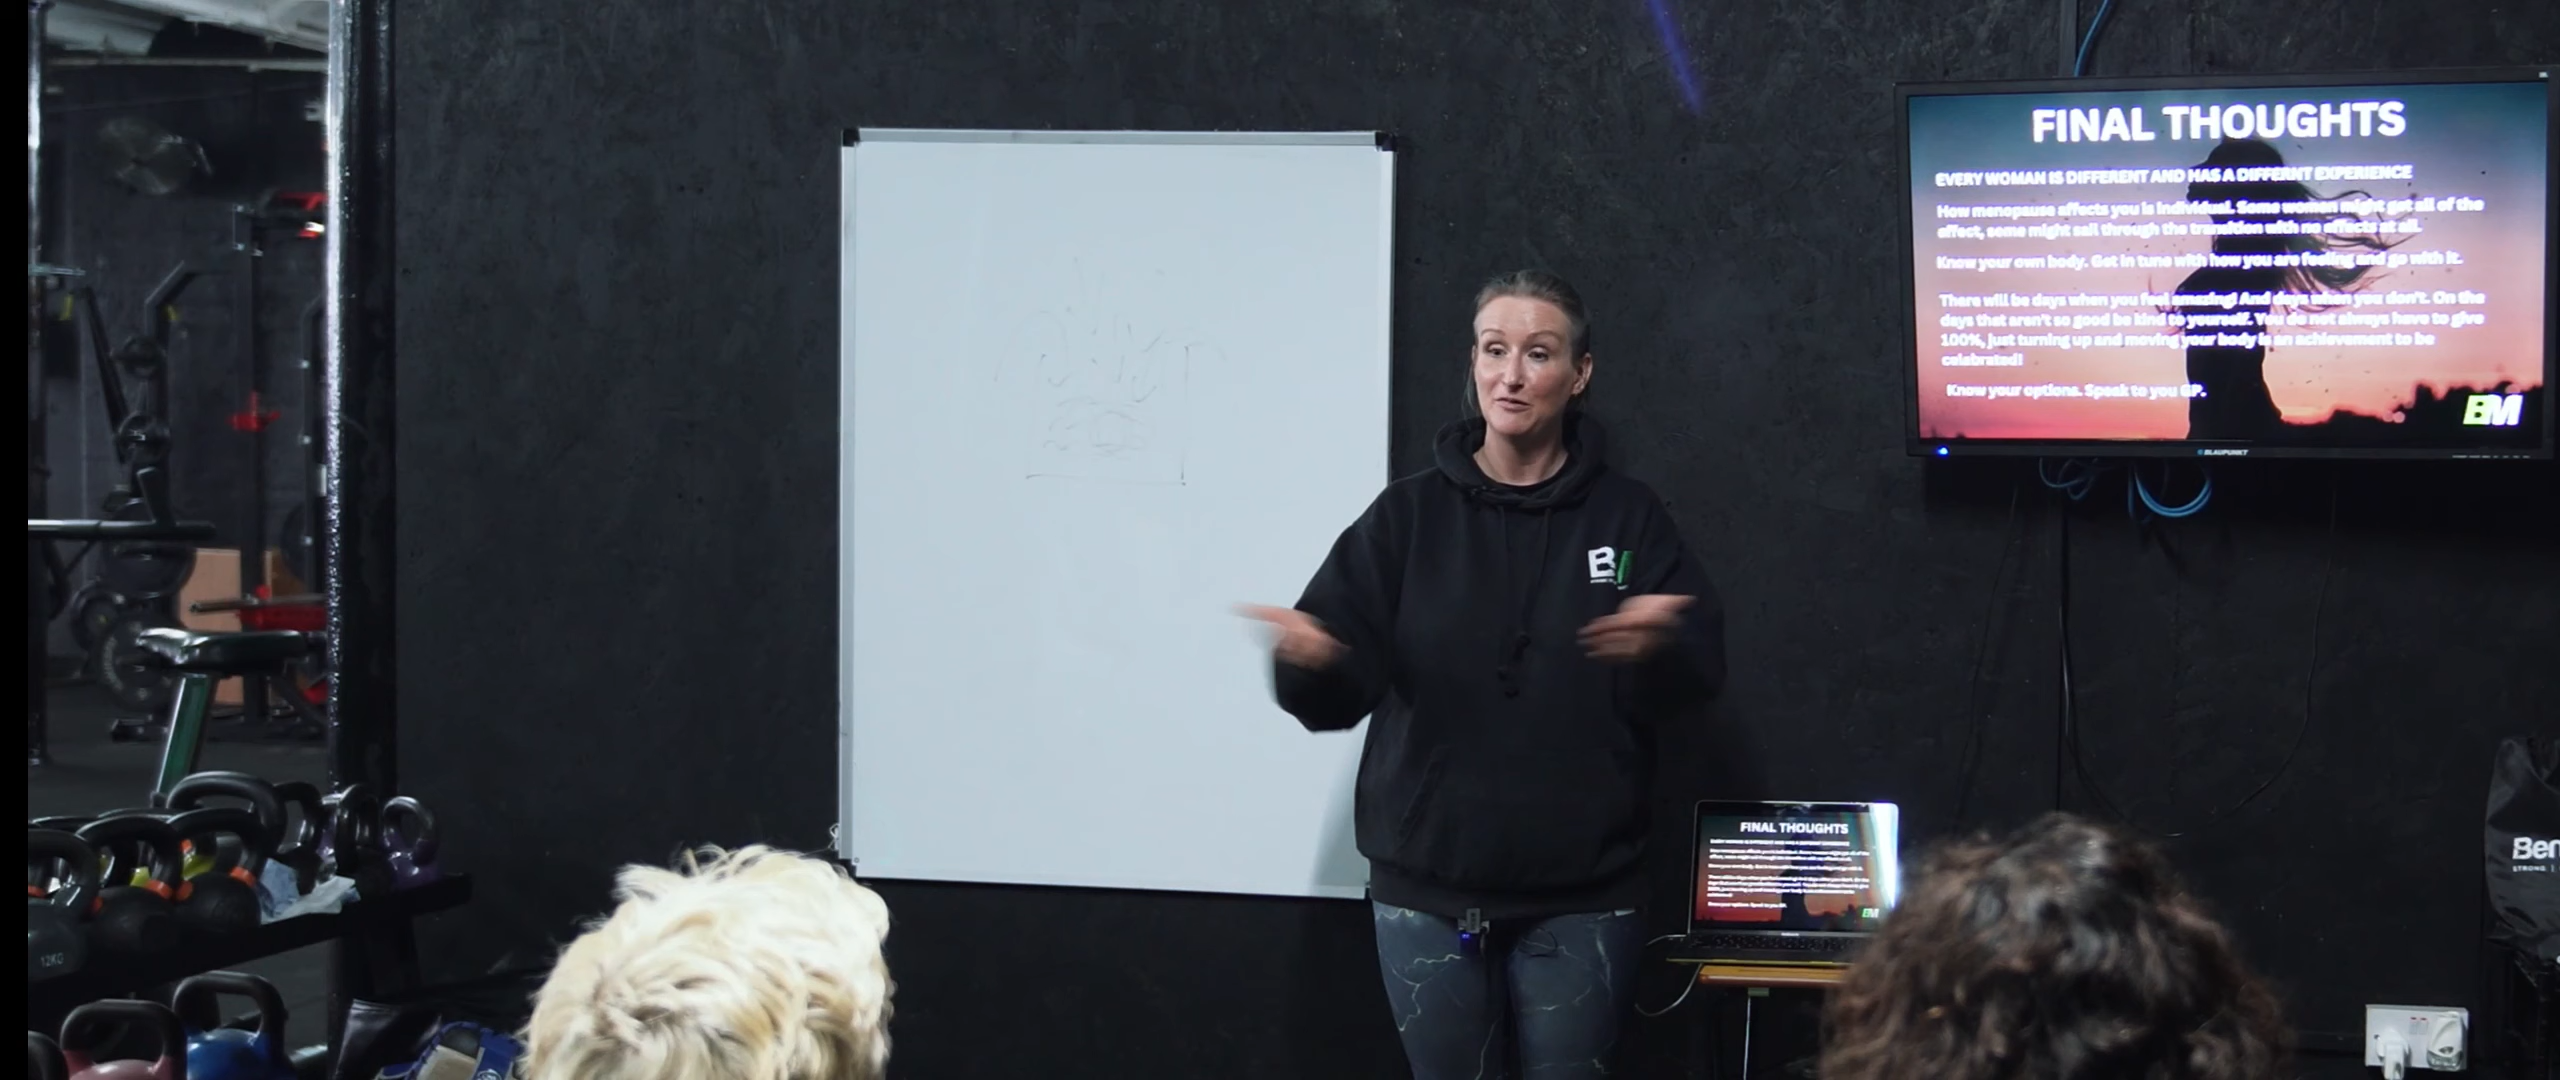 FINAL THOUGHTS
EVERY WOMAN IS DIFFERENT AND HAS A DIFFERNT EXPERIENCE
How menopause affects you is individual. Some women might get all of the
affect, some might sail through the transition with no affects at all.
Know your own body. Get in tune with how you are feeling and go with it.
There will be days when you feel amazing! And days when you don't. On the
days that aren't so good be kind to yourself. You do not always have to give
100%, just turning up and moving your body is an achievement to be
celebrated!
Know your options. Speak to you GP.
BM
BLAUPUNKT
B
FINAL THOUGHTS
BM
Ben
STRONG
12KG